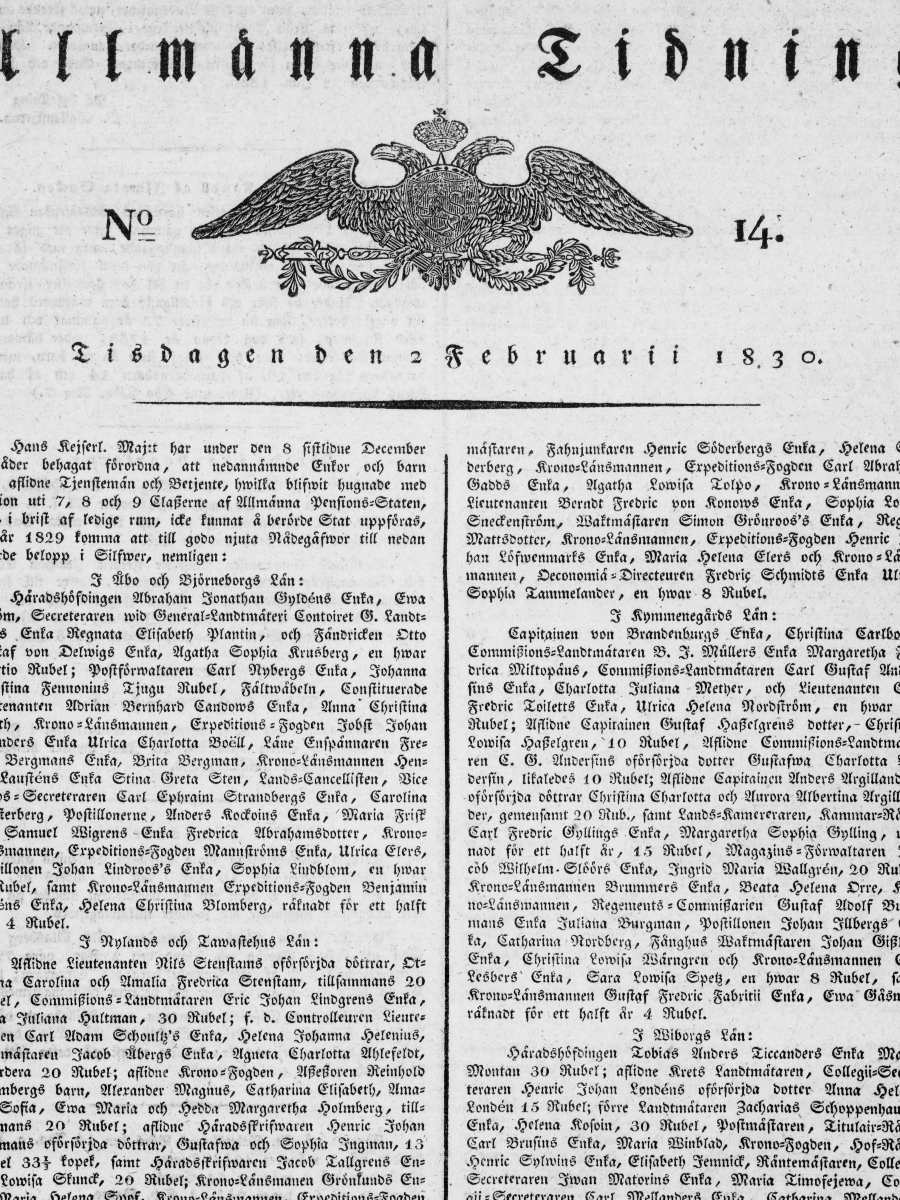 Allmänna Tidning
No 14.
Tisdagen den 2 Februarii 1830.
Hans Kejserl. Maj:t har under den 8 sistlidne December
åder behagat förordna, att nedannämnde Enkor och barn
aflidne Tjenstemän och Betjente, hwilka blifwit hugnade med
ion uti 7, 8 och 9 Claßerne af Allmänna Pensions-Staten,
i brist af ledige rum, icke kunnat å berörde Stat uppföras,
år 1829 komma att till godo njuta Nådegåfwor till nedan
rde belopp i Silfwer, nemligen:
I Åbo och Björneborgs Län:
Häradshöfdingen Abraham Jonathan Gyldéns Enka, Ewa
öm, Secreteraren wid General-Landtmäteri Contoiret G. Landt-
s Enka Regnata Elisabeth Plantin, och Fändricken Otto
taf von Delwigs Enka, Agatha Sophia Krusberg, en hwar
rtio Rubel; Postförwaltaren Carl Nybergs Enka, Johanna
stina Fennonius Tjugu Rubel, Fältwäbeln, Constituerade
tenanten Adrian Bernhard Candows Enka, Anna Christina
th, Krono-Länsmannen, Expeditions-Fogden Jobst Johan
nders Enka Ulrica Charlotta Boëll, Läne Enspännaren Fre-
Bergmans Enka, Brita Bergman, Krono-Länsmannen Hen-
Lausténs Enka Stina Greta Sten, Lands-Cancellisten, Vice
ds-Secreteraren Carl Ephraim Strandbergs Enka, Carolina
sterberg, Postillonerne, Anders Kockoins Enka, Maria Frisk
Samuel Wigrens Enka Fredrica Abrahamsdotter, Krono-
smannen, Expeditions-Fogden Mannströms Enka, Ulrica Elers,
tillonen Johan Lindroos's Enka, Sophia Lindblom, en hwar
Rubel, samt Krono-Länsmannen Expeditions-Fogden Benjamin
éns Enka, Helena Christina Blomberg, räknadt för ett halft
4 Rubel.
I Nylands och Tawastehus Län:
Aflidne Lieutenanten Nils Stenstams oförsörjda döttrar, Ot-
na Carolina och Amalia Fredrica Stenstam, tillsammans 20
el, Commißions-Landtmätaren Eric Johan Lindgrens Enka,
a Juliana Hultman, 30 Rubel; f. d. Controlleuren Lieute-
en Carl Adam Schoultz's Enka, Helena Johanna Helenius,
mästaren Jacob Åbergs Enka, Agneta Charlotta Ahlefeldt,
rdera 20 Rubel; aflidne Krono-Fogden, Aßeßoren Reinhold
mbergs barn, Alexander Magnus, Catharina Elisabeth, Ama-
Sofia, Ewa Maria och Hedda Margaretha Holmberg, till-
mans 20 Rubel; aflidne Häradsskrifwaren Henric Johan
mans oförsörjda döttrar, Gustafwa och Sophia Ingman, 13
el 33⅓ kopek, samt Häradsskrifwaren Jacob Tallgrens En-
Lowisa Skunck, 20 Rubel; Krono-Länsmanen Grönlunds En-
Maria Helena Spof, Krono-Länsmannen, Expeditions-Fogden
mästaren, Fahnjunkaren Henric Söderbergs Enka, Helena
derberg, Krono-Länsmannen, Expeditions-Fogden Carl Abrah
Gadds Enka, Agatha Lowisa Tolpo, Krono-Länsmann
Lieutenanten Berndt Fredric von Konows Enka, Sophia Lo
Sneckenström, Waktmästaren Simon Grönroos's Enka, Reg
Mattsdotter, Krono-Länsmannen, Expeditions-Fogden Henric
han Löfwenmarks Enka, Maria Helena Elers och Krono-Lä
mannen, Oeconomiä-Directeuren Fredric Schmidts Enka Ul
Sophia Tammelander, en hwar 8 Rubel.
I Kymmenegårds Län:
Capitainen von Brandenburgs Enka, Christina Carlbo
Commißions-Landtmätaren B. J. Müllers Enka Margaretha F
drica Miltopäus, Commißions-Landtmätaren Carl Gustaf An
sins Enka, Charlotta Juliana Mether, och Lieutenanten
Fredric Toiletts Enka, Ulrica Helena Nordström, en hwar
Rubel; Aflidne Capitainen Gustaf Haßelgrens dotter, Christ
Lowisa Haßelgren, 10 Rubel, Aflidne Commißions-Landtmä
ren C. G. Andersins oförsörjda dotter Gustafwa Charlotta
dersin, likaledes 10 Rubel; Aflidne Capitainen Anders Argilland
oförsörjda döttrar Christina Charlotta och Aurora Albertina Argill
der, gemensamt 20 Rub., samt Lands-Kamereraren, Kammar-Rå
Carl Fredric Gyllings Enka, Margaretha Sophia Gylling,
nadt för ett halft år, 15 Rubel, Magazins-Förwaltaren
cob Wilhelm Slöörs Enka, Ingrid Maria Wallgrén, 20 Rub
Krono-Länsmannen Brummers Enka, Beata Helena Orre, K
no-Länsmannen, Regements-Commißarien Gustaf Adolf Bu
mans Enka Juliana Burgman, Postillonen Johan Illbergs
ka, Catharina Nordberg, Fänghus Waktmästaren Johan Gißl
Enka, Christina Lowisa Wärngren och Krono-Länsmannen
Lesbers Enka, Sara Lowisa Spetz, en hwar 8 Rubel, sa
Krono-Länsmannen Gustaf Fredric Fabritii Enka, Ewa Gåsm
räknadt för ett halft år 4 Rubel.
I Wiborgs Län:
Häradshöfdingen Tobias Anders Ticcanders Enka Ma
Montan 30 Rubel; aflidne Krets Landtmätaren, Collegii-Sec
teraren Henric Johan Londéns oförsörjda dotter Anna Hel
Londén 15 Rubel; förre Landtmätaren Zacharias Schoppenhau
Enka, Helena Kosoin, 30 Rubel, Postmästaren, Titulair-Rå
Carl Brusins Enka, Maria Winblad, Krono-Fogden, Hof-Rå
Henric Sylwins Enka, Elisabeth Jemnick, Räntemästaren, Colle
Secreteraren Iwan Matorins Enka, Maria Timofejewa, Co
gii-Secreteraren Carl Mellanders Enka, Catharina